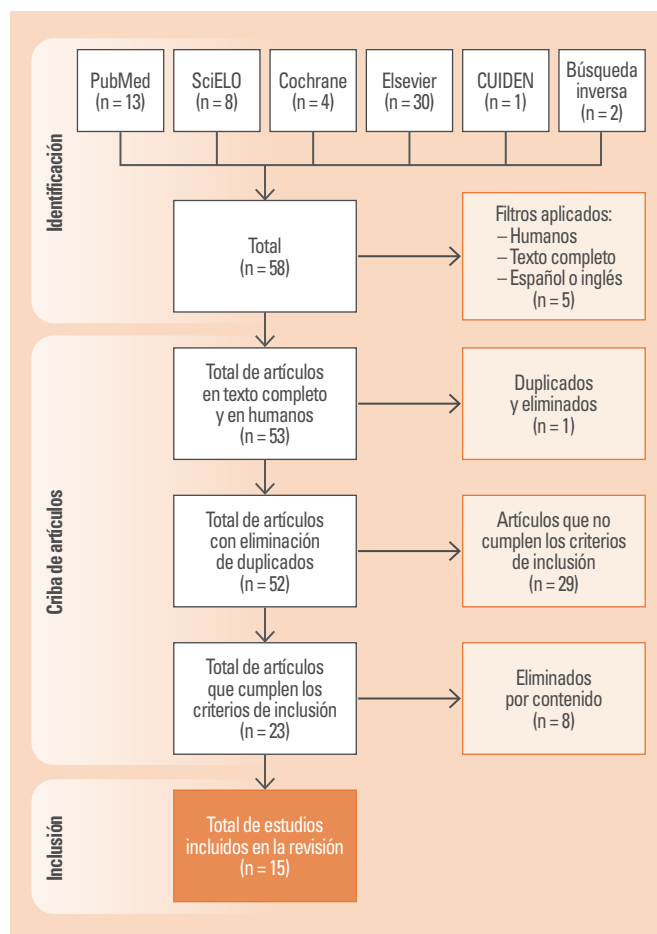 Identificación
PubMed
(n = 13)
SciELO
(n = 8)
Cochrane
(n = 4)
Elsevier
(n = 30)
CUIDEN
(n = 1)
Búsqueda
inversa
(n = 2)
Total
(n = 58)
Filtros aplicados:
– Humanos
– Texto completo
– Español o inglés
(n = 5)
Criba de artículos
Total de artículos
en texto completo
y en humanos
(n = 53)
Duplicados
y eliminados
(n = 1)
Total de artículos
con eliminación
de duplicados
(n = 52)
Artículos que no
cumplen los criterios
de inclusión
(n = 29)
Total de artículos
que cumplen los
criterios de inclusión
(n = 23)
Eliminados
por contenido
(n = 8)
Inclusión
Total de estudios
incluidos en la revisión
(n = 15)